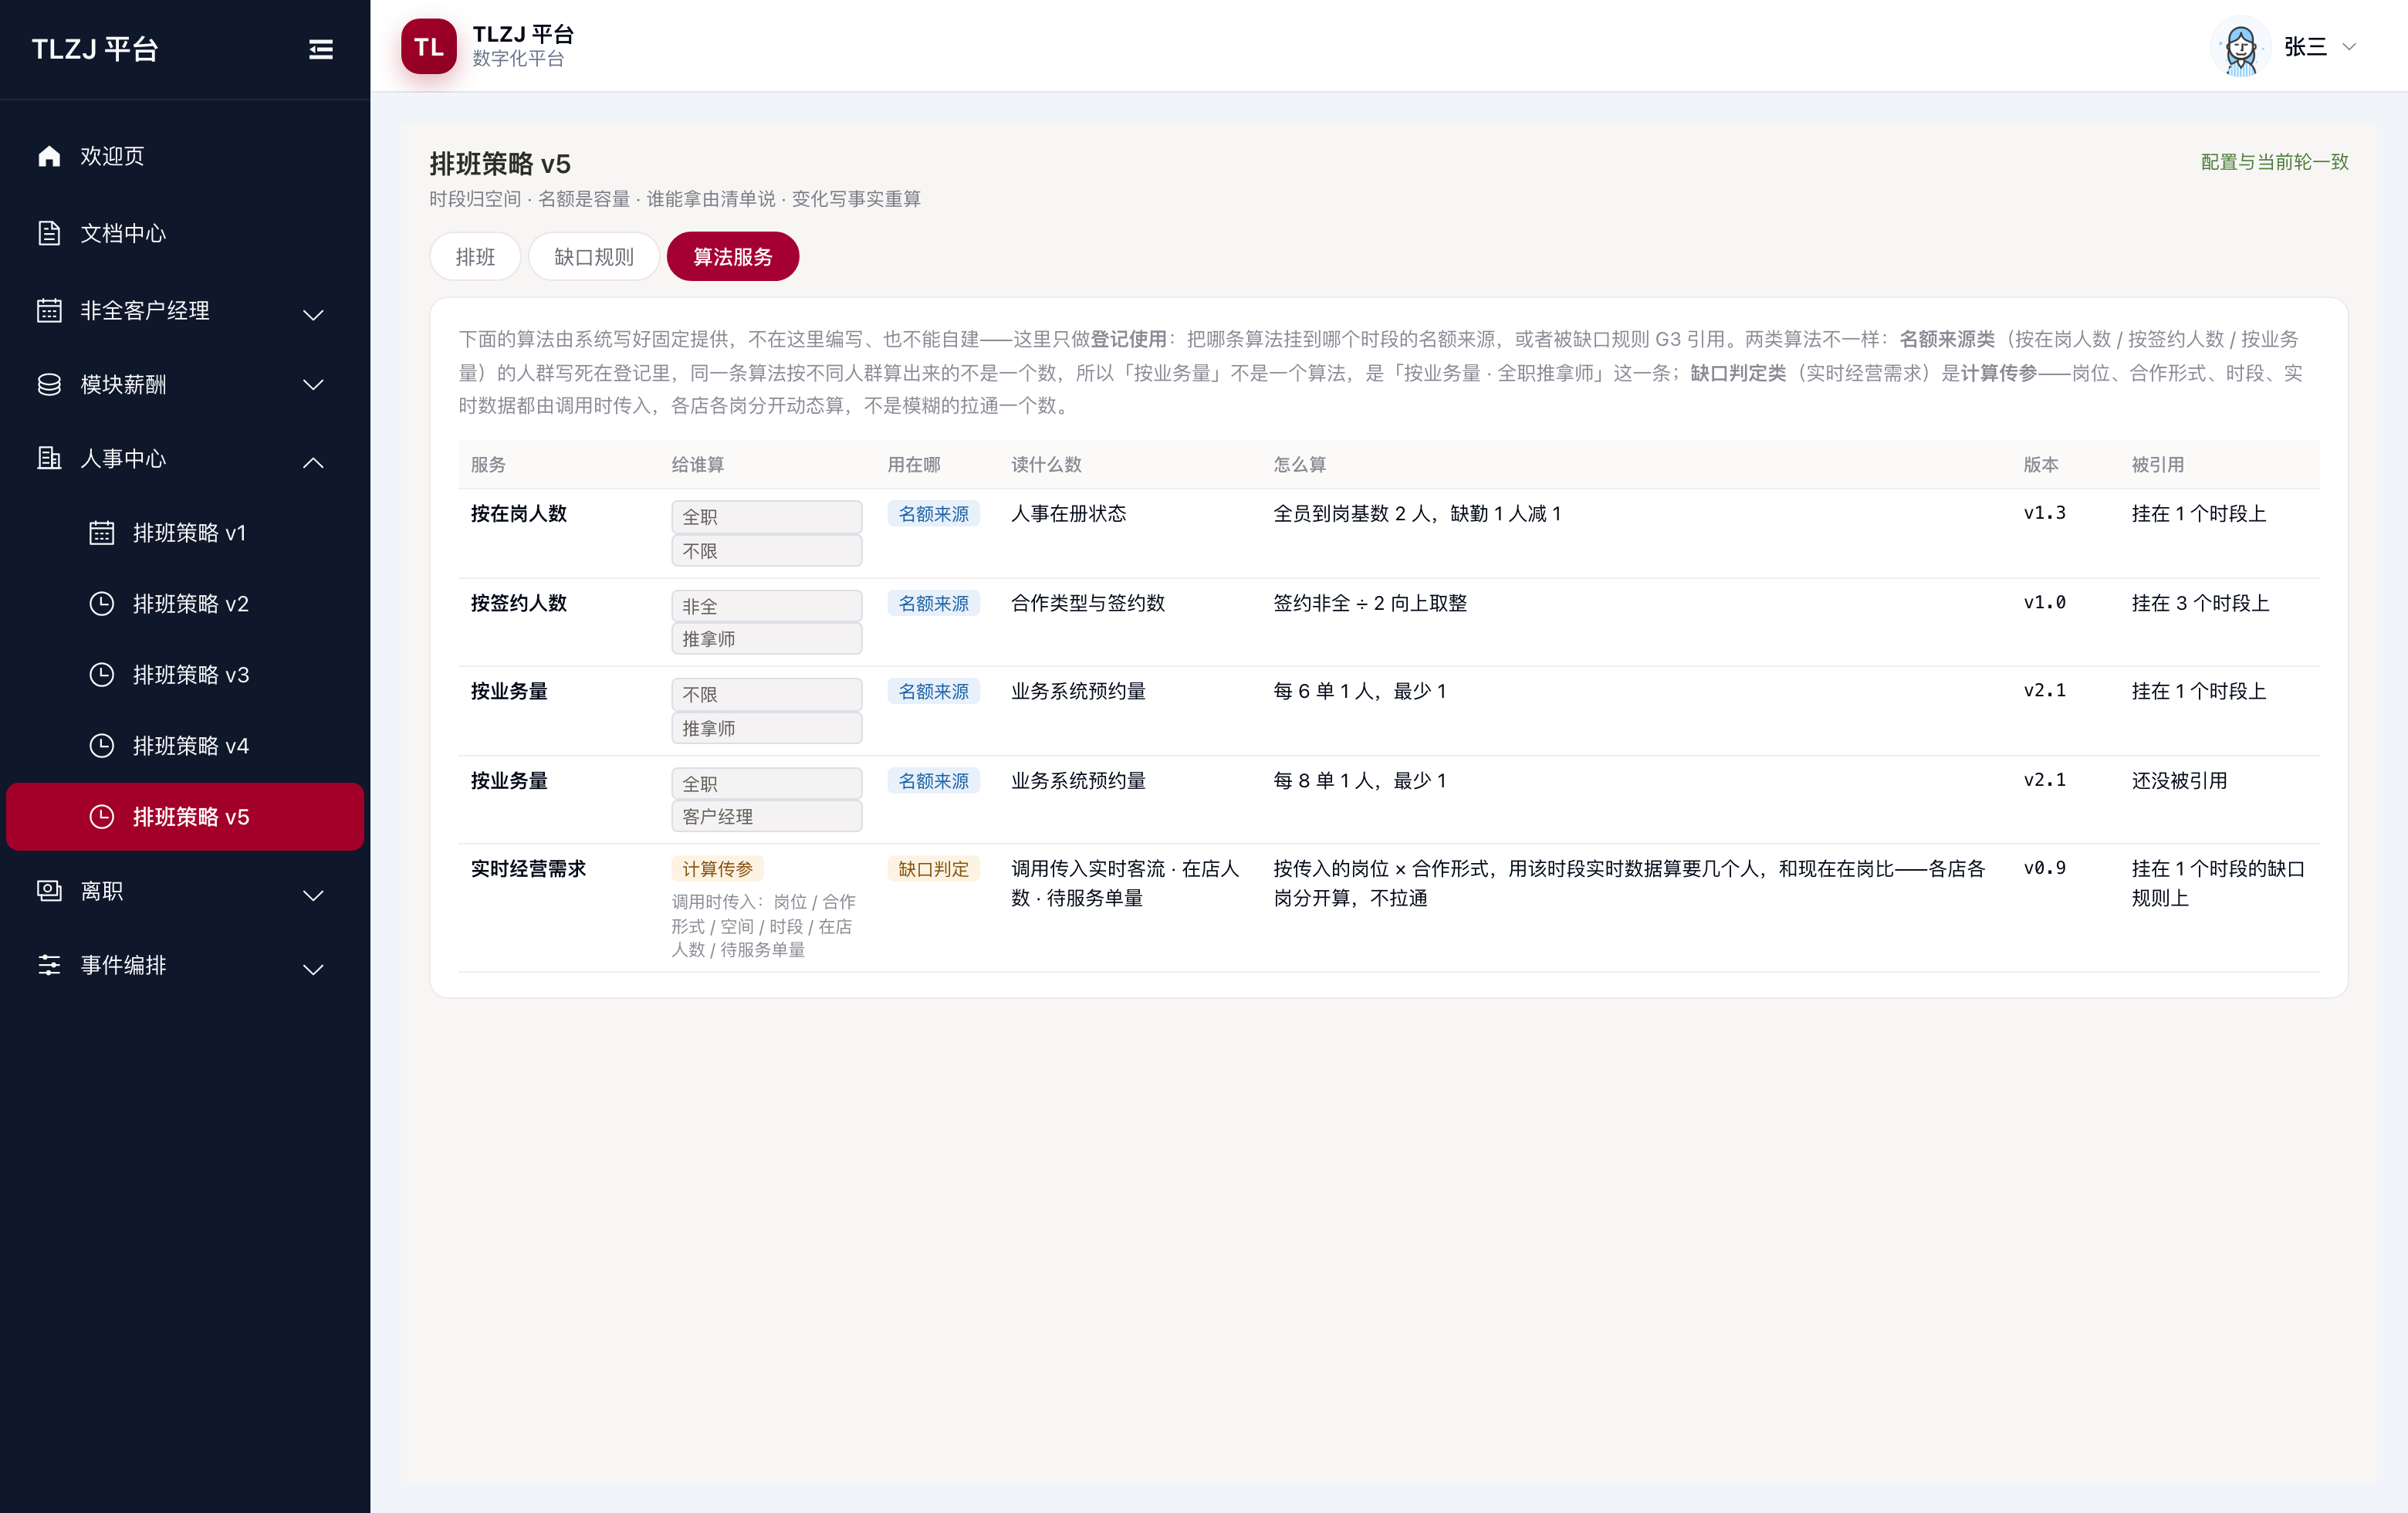 TLZJ 平台
欢迎页
文档中心
非全客户经理
模块薪酬
人事中心
排班策略 v1
排班策略 v2
排班策略 v3
排班策略 v4
排班策略 v5
离职
事件编排
TL
TLZJ 平台
数字化平台
张三
排班策略 v5
配置与当前轮一致
时段归空间 · 名额是容量 · 谁能拿由清单说 · 变化写事实重算
排班
缺口规则
算法服务
下面的算法由系统写好固定提供，不在这里编写、也不能自建——这里只做登记使用：把哪条算法挂到哪个时段的名额来源，或者被缺口规则 G3 引用。两类算法不一样：名额来源类（按在岗人数 / 按签约人数 / 按业务
量）的人群写死在登记里，同一条算法按不同人群算出来的不是一个数，所以「按业务量」不是一个算法，是「按业务量 · 全职推拿师」这一条；缺口判定类（实时经营需求）是计算传参——岗位、合作形式、时段、实
时数据都由调用时传入，各店各岗分开动态算，不是模糊的拉通一个数。
服务 给谁算 用在哪 读什么数 怎么算 版本 被引用
按在岗人数 全职 名额来源 人事在册状态 全员到岗基数 2 人，缺勤 1 人减 1 v1.3 挂在 1 个时段上
不限
按签约人数 非全 名额来源 合作类型与签约数 签约非全 ÷ 2 向上取整 v1.0 挂在 3 个时段上
推拿师
按业务量 不限 名额来源 业务系统预约量 每 6 单 1 人，最少 1 v2.1 挂在 1 个时段上
推拿师
按业务量 全职 名额来源 业务系统预约量 每 8 单 1 人，最少 1 v2.1 还没被引用
客户经理
实时经营需求 计算传参 缺口判定 调用传入实时客流 · 在店人 按传入的岗位 × 合作形式，用该时段实时数据算要几个人，和现在在岗比——各店各 v0.9 挂在 1 个时段的缺口
数 · 待服务单量 岗分开算，不拉通 规则上
调用时传入：岗位 / 合作
形式 / 空间 / 时段 / 在店
人数 / 待服务单量